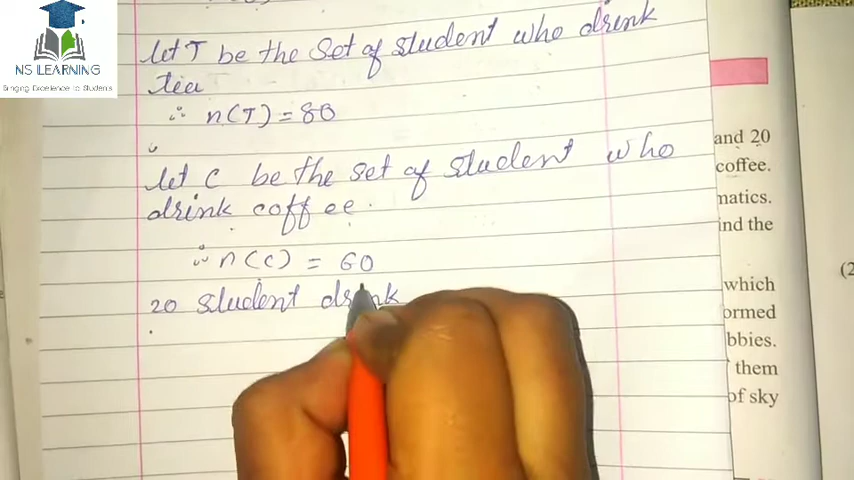 NS LEARNING
Bringing Excellence to Students
let T be the set of student who drink
tea
∴ n(T) = 80
let C be the set of student who
drink coffee.
∴ n(C) = 60
20 student drink
and 20
coffee.
matics.
ind the
which
ormed
bbies.
them
of sky
(2